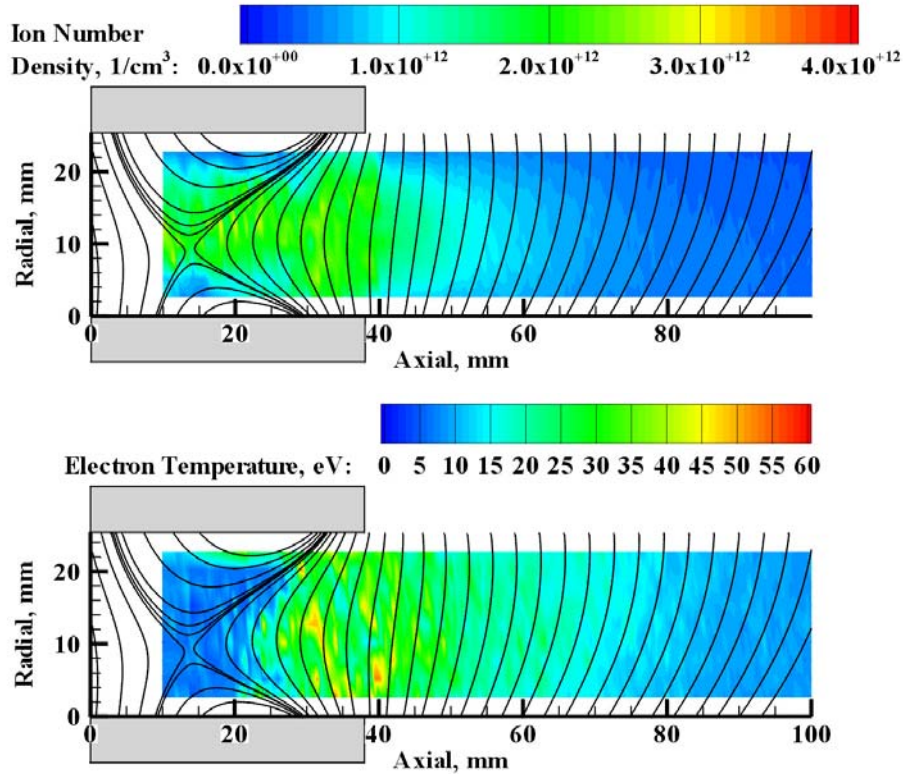 Ion Number
Density, 1/cm³: 0.0x10⁺⁰⁰ 1.0x10⁺¹² 2.0x10⁺¹² 3.0x10⁺¹² 4.0x10⁺¹²
Radial, mm
20
10
0
0 20 40 60 80
Axial, mm
Electron Temperature, eV: 0 5 10 15 20 25 30 35 40 45 50 55 60
Radial, mm
20
10
0
0 20 40 60 80 100
Axial, mm